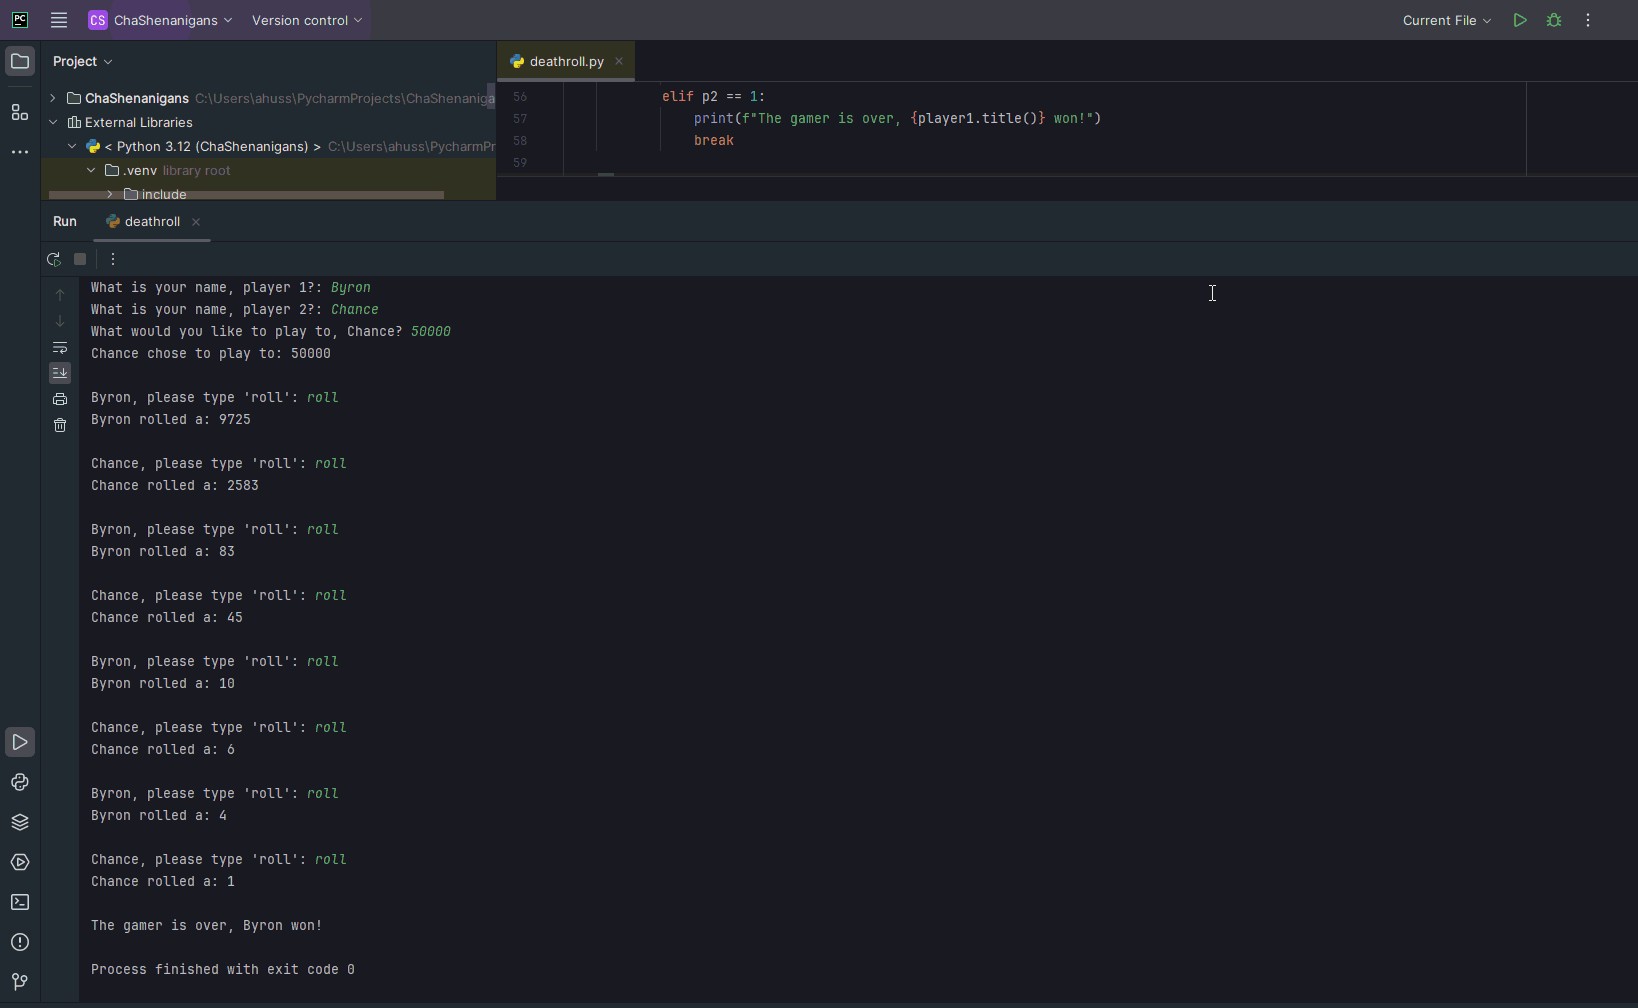 PC CS ChaShenanigans Version control Current File
Project
deathroll.py
ChaShenanigans C:\Users\ahuss\PycharmProjects\ChaShenaniga
External Libraries
< Python 3.12 (ChaShenanigans) > C:\Users\ahuss\PycharmPr
.venv library root
include
56 elif p2 == 1:
57 print(f"The gamer is over, {player1.title()} won!")
58 break
59
Run deathroll
What is your name, player 1?: Byron
What is your name, player 2?: Chance
What would you like to play to, Chance? 50000
Chance chose to play to: 50000
Byron, please type 'roll': roll
Byron rolled a: 9725
Chance, please type 'roll': roll
Chance rolled a: 2583
Byron, please type 'roll': roll
Byron rolled a: 83
Chance, please type 'roll': roll
Chance rolled a: 45
Byron, please type 'roll': roll
Byron rolled a: 10
Chance, please type 'roll': roll
Chance rolled a: 6
Byron, please type 'roll': roll
Byron rolled a: 4
Chance, please type 'roll': roll
Chance rolled a: 1
The gamer is over, Byron won!
Process finished with exit code 0